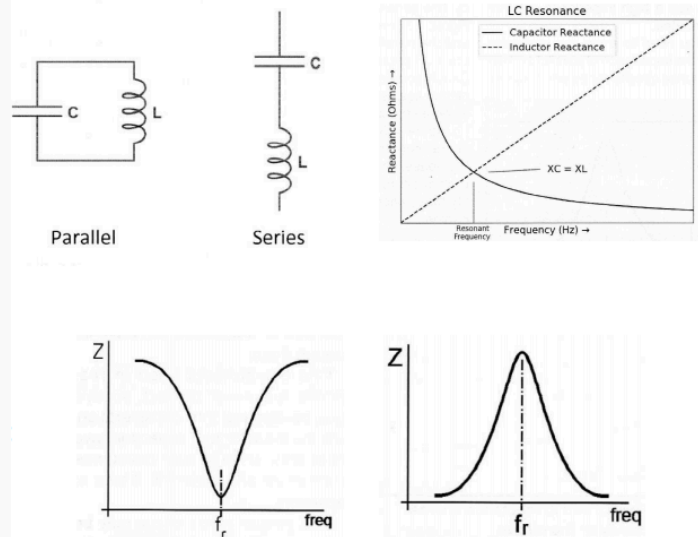 C
L
Parallel
C
L
Series
LC Resonance
Capacitor Reactance
Inductor Reactance
Reactance (Ohms) →
XC = XL
Resonant
Frequency
Frequency (Hz) →
Z
fr
freq
Z
fr
freq